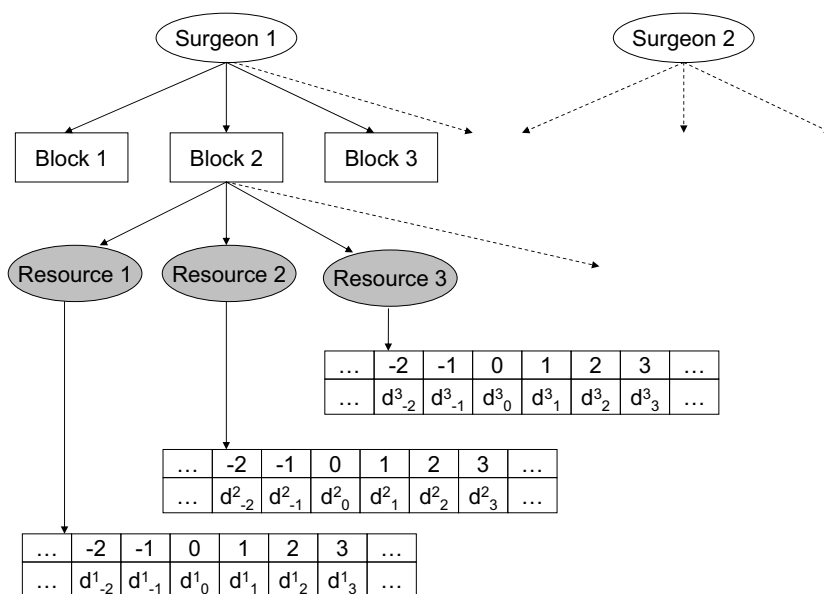 Surgeon 1 Surgeon 2
Block 1 Block 2 Block 3
Resource 1 Resource 2 Resource 3
… -2 -1 0 1 2 3 …
… d³₋₂ d³₋₁ d³₀ d³₁ d³₂ d³₃ …
… -2 -1 0 1 2 3 …
… d²₋₂ d²₋₁ d²₀ d²₁ d²₂ d²₃ …
… -2 -1 0 1 2 3 …
… d¹₋₂ d¹₋₁ d¹₀ d¹₁ d¹₂ d¹₃ …